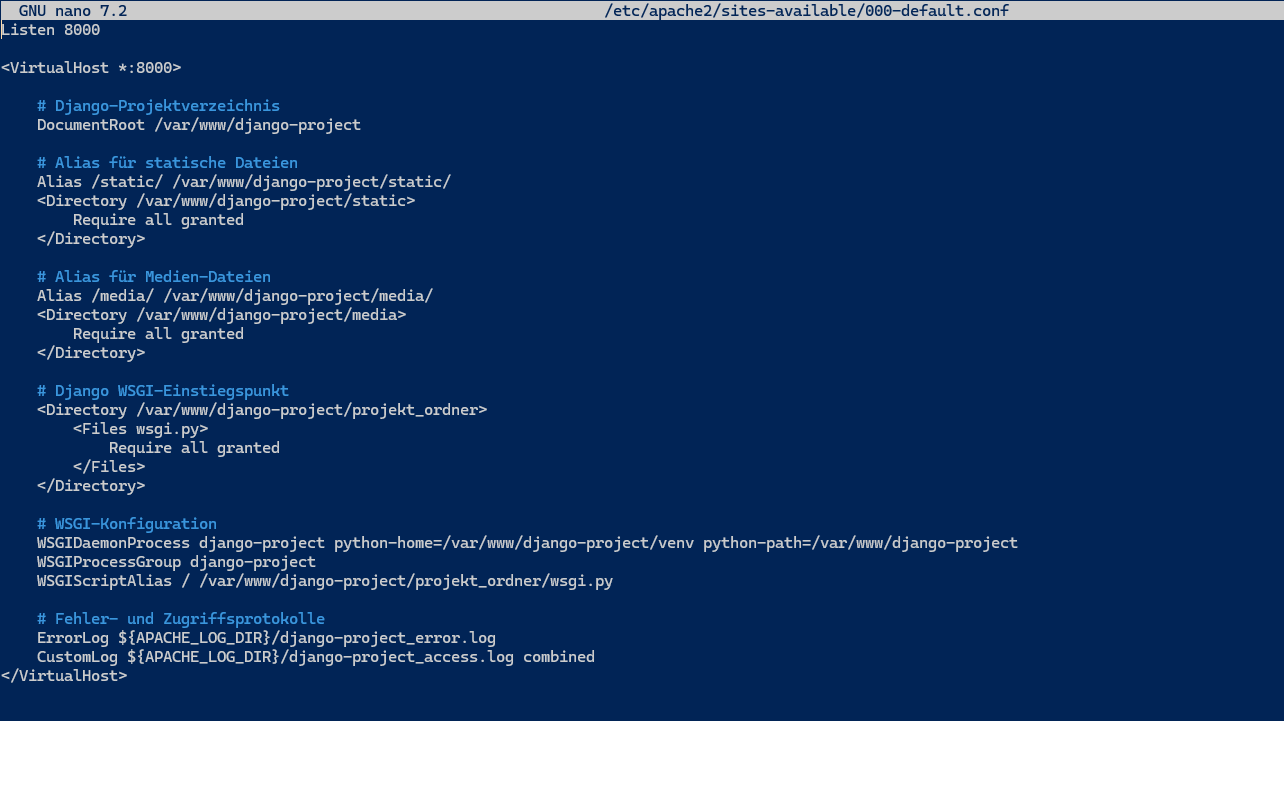 GNU nano 7.2 /etc/apache2/sites-available/000-default.conf
Listen 8000
<VirtualHost *:8000>
# Django-Projektverzeichnis
DocumentRoot /var/www/django-project
# Alias für statische Dateien
Alias /static/ /var/www/django-project/static/
<Directory /var/www/django-project/static>
Require all granted
</Directory>
# Alias für Medien-Dateien
Alias /media/ /var/www/django-project/media/
<Directory /var/www/django-project/media>
Require all granted
</Directory>
# Django WSGI-Einstiegspunkt
<Directory /var/www/django-project/projekt_ordner>
<Files wsgi.py>
Require all granted
</Files>
</Directory>
# WSGI-Konfiguration
WSGIDaemonProcess django-project python-home=/var/www/django-project/venv python-path=/var/www/django-project
WSGIProcessGroup django-project
WSGIScriptAlias / /var/www/django-project/projekt_ordner/wsgi.py
# Fehler- und Zugriffsprotokolle
ErrorLog ${APACHE_LOG_DIR}/django-project_error.log
CustomLog ${APACHE_LOG_DIR}/django-project_access.log combined
</VirtualHost>